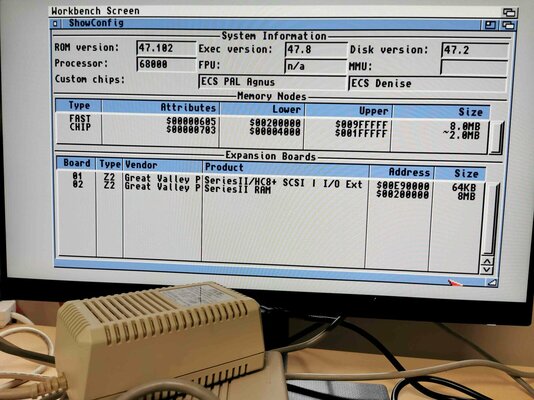 Workbench Screen
ShowConfig
System Information
ROM version: 47.102 Exec version: 47.8 Disk version: 47.2
Processor: 68000 FPU: n/a MMU:
Custom chips: ECS PAL Agnus ECS Denise
Memory Nodes
Type Attributes Lower Upper Size
FAST $00000605 $00200000 $009FFFFF 8.0MB
CHIP $00000703 $00004000 $001FFFFF ~2.0MB
Expansion Boards
Board Type Vendor Product Address Size
01 Z2 Great Valley P SeriesII/HC8+ SCSI | I/O Ext $00E90000 64KB
02 Z2 Great Valley P SeriesII RAM $00200000 8MB